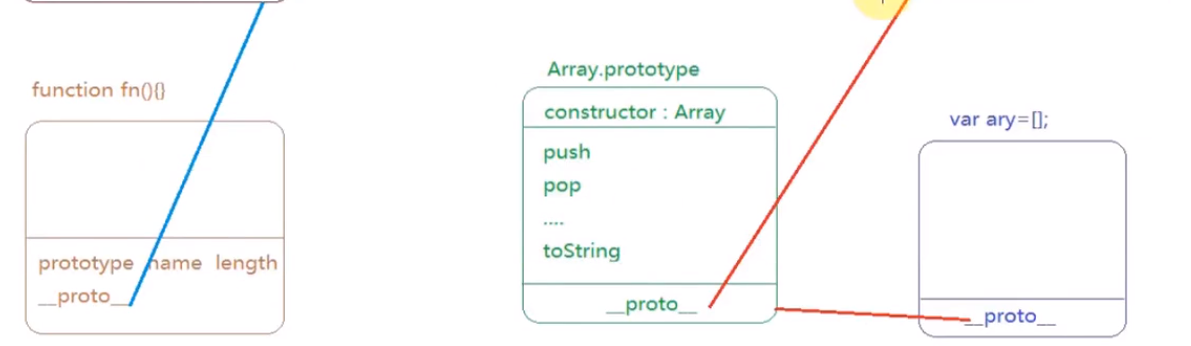 function fn(){}
prototype name length
__proto__
Array.prototype
constructor : Array
push
pop
....
toString
__proto__
var ary=[];
__proto__